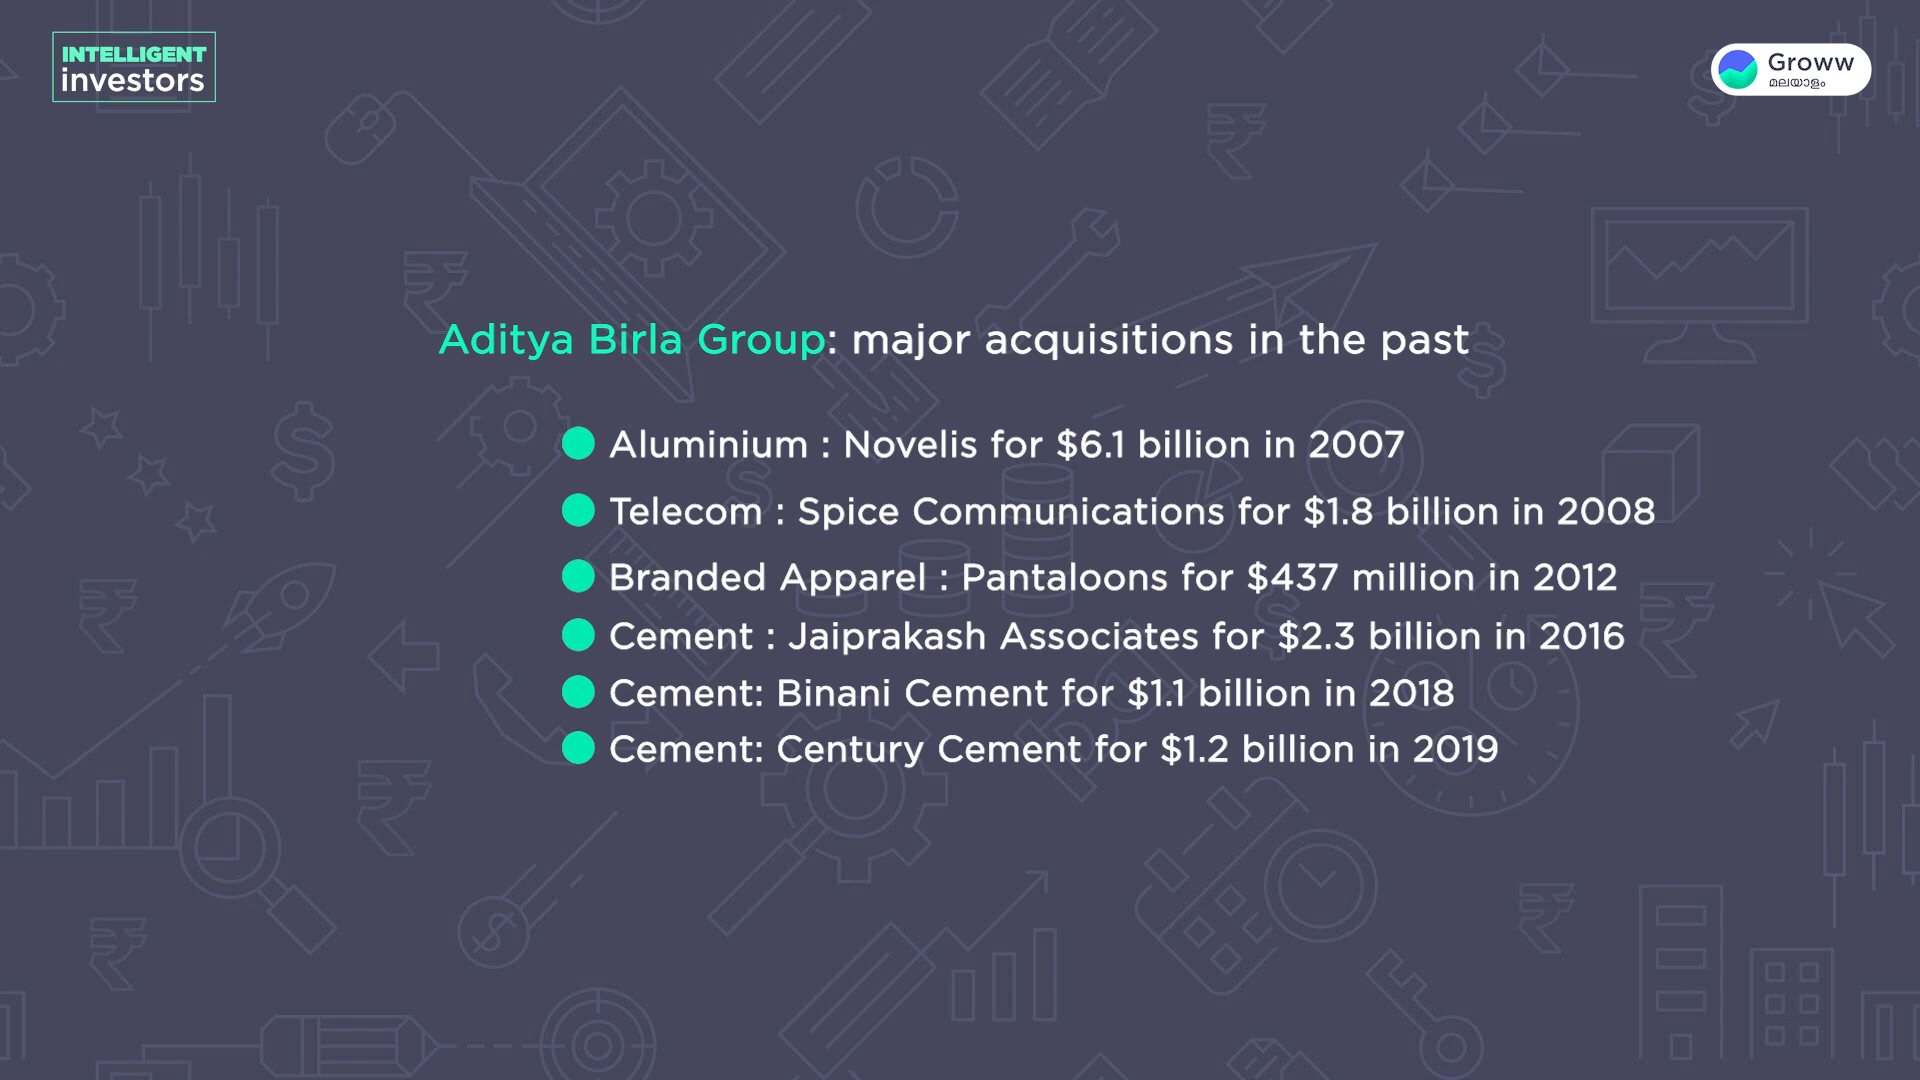 INTELLIGENT
investors
Groww
മലയാളം
Aditya Birla Group: major acquisitions in the past
Aluminium : Novelis for $6.1 billion in 2007
Telecom : Spice Communications for $1.8 billion in 2008
Branded Apparel : Pantaloons for $437 million in 2012
Cement : Jaiprakash Associates for $2.3 billion in 2016
Cement: Binani Cement for $1.1 billion in 2018
Cement: Century Cement for $1.2 billion in 2019